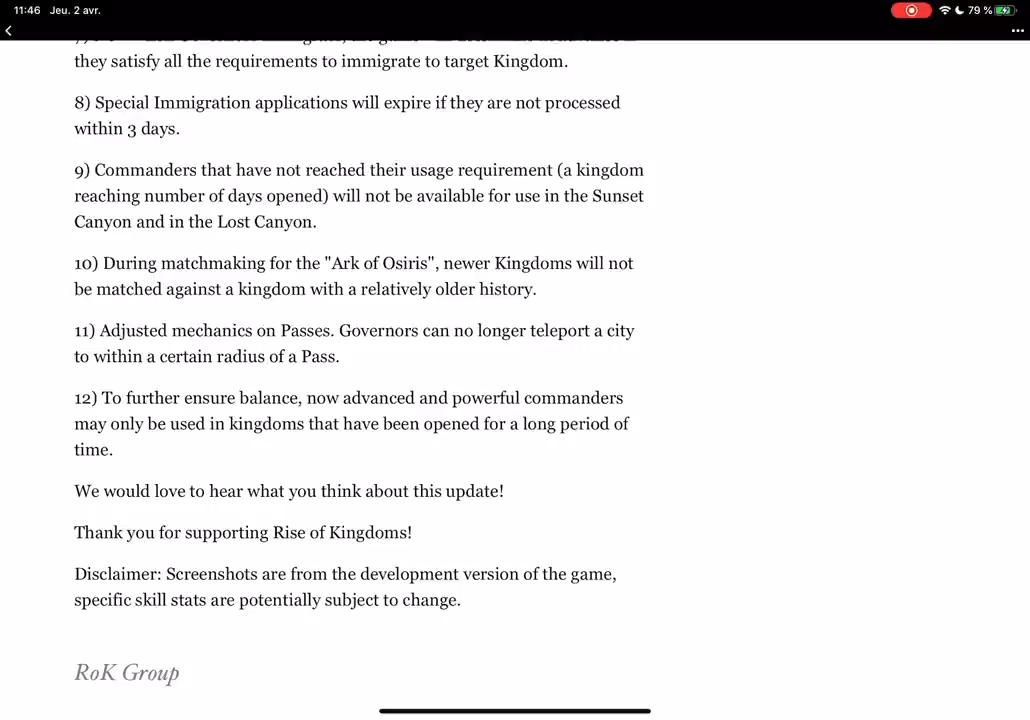 11:46 Jeu. 2 avr.
79 %
they satisfy all the requirements to immigrate to target Kingdom.
8) Special Immigration applications will expire if they are not processed
within 3 days.
9) Commanders that have not reached their usage requirement (a kingdom
reaching number of days opened) will not be available for use in the Sunset
Canyon and in the Lost Canyon.
10) During matchmaking for the "Ark of Osiris", newer Kingdoms will not
be matched against a kingdom with a relatively older history.
11) Adjusted mechanics on Passes. Governors can no longer teleport a city
to within a certain radius of a Pass.
12) To further ensure balance, now advanced and powerful commanders
may only be used in kingdoms that have been opened for a long period of
time.
We would love to hear what you think about this update!
Thank you for supporting Rise of Kingdoms!
Disclaimer: Screenshots are from the development version of the game,
specific skill stats are potentially subject to change.
RoK Group